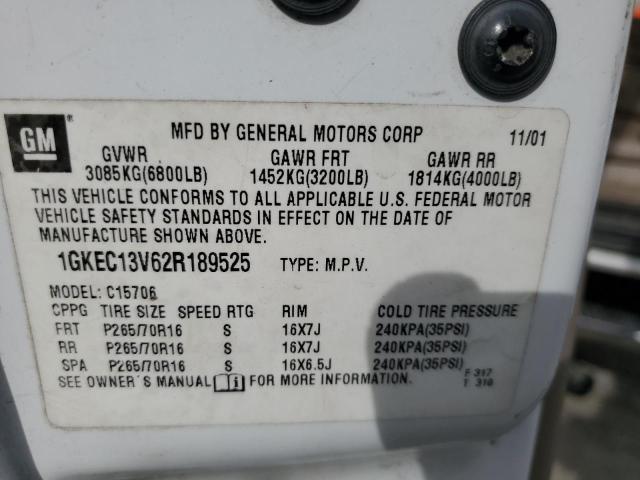 GM®
MFD BY GENERAL MOTORS CORP 11/01
GVWR GAWR FRT GAWR RR
3085KG(6800LB) 1452KG(3200LB) 1814KG(4000LB)
THIS VEHICLE CONFORMS TO ALL APPLICABLE U.S. FEDERAL MOTOR
VEHICLE SAFETY STANDARDS IN EFFECT ON THE DATE OF
MANUFACTURE SHOWN ABOVE.
1GKEC13V62R189525 TYPE: M.P.V.
MODEL: C15706
CPPG TIRE SIZE SPEED RTG RIM COLD TIRE PRESSURE
FRT P265/70R16 S 16X7J 240KPA(35PSI)
RR P265/70R16 S 16X7J 240KPA(35PSI)
SPA P265/70R16 S 16X6.5J 240KPA(35PSI)
SEE OWNER'S MANUAL FOR MORE INFORMATION.
F 317
T 310